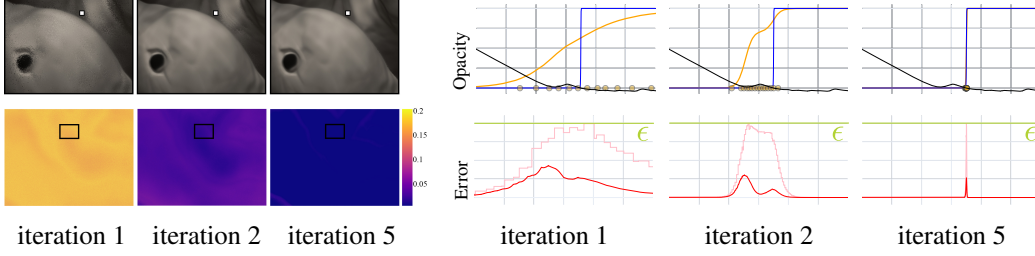 Opacity
0.2
0.15
0.1
0.05
ϵ
ϵ
ϵ
Error
iteration 1
iteration 2
iteration 5
iteration 1
iteration 2
iteration 5